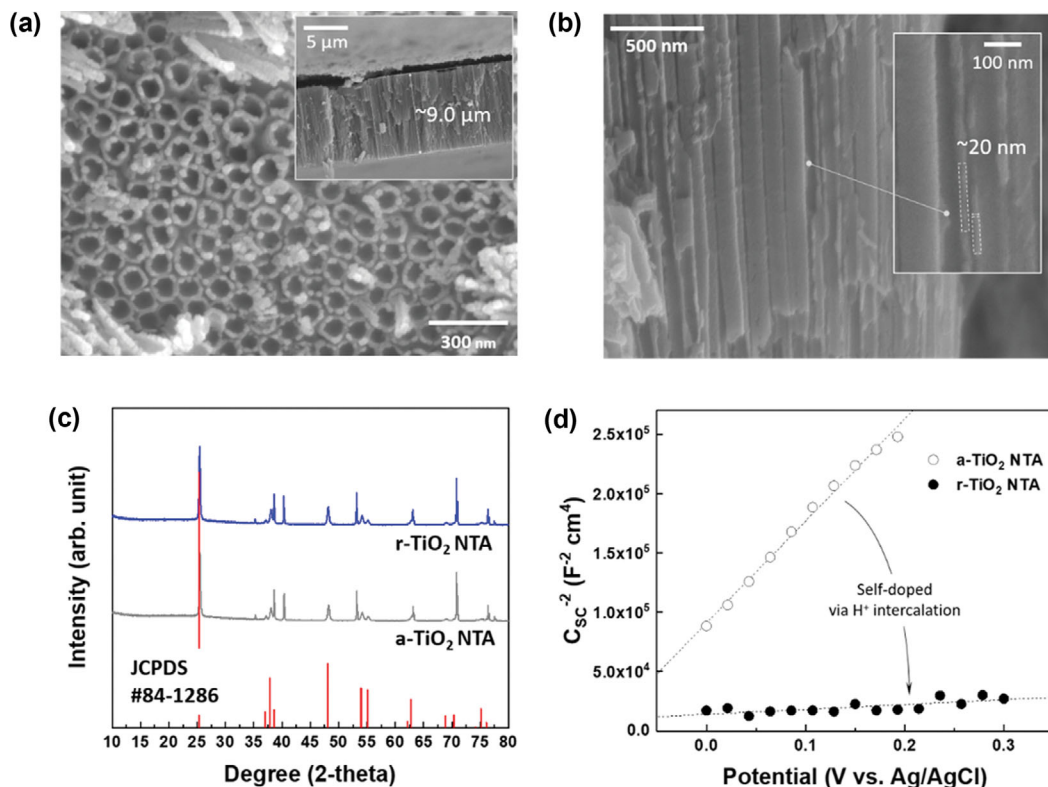 (a)
5 μm
~9.0 μm
300 nm
(b)
500 nm
100 nm
~20 nm
(c)
Intensity (arb. unit)
r-TiO₂ NTA
a-TiO₂ NTA
JCPDS
#84-1286
10 15 20 25 30 35 40 45 50 55 60 65 70 75 80
Degree (2-theta)
(d)
C_SC⁻² (F⁻² cm⁴)
2.5x10⁵
2.0x10⁵
1.5x10⁵
1.0x10⁵
5.0x10⁴
0.0
a-TiO₂ NTA
r-TiO₂ NTA
Self-doped
via H⁺ intercalation
0.0 0.1 0.2 0.3
Potential (V vs. Ag/AgCl)